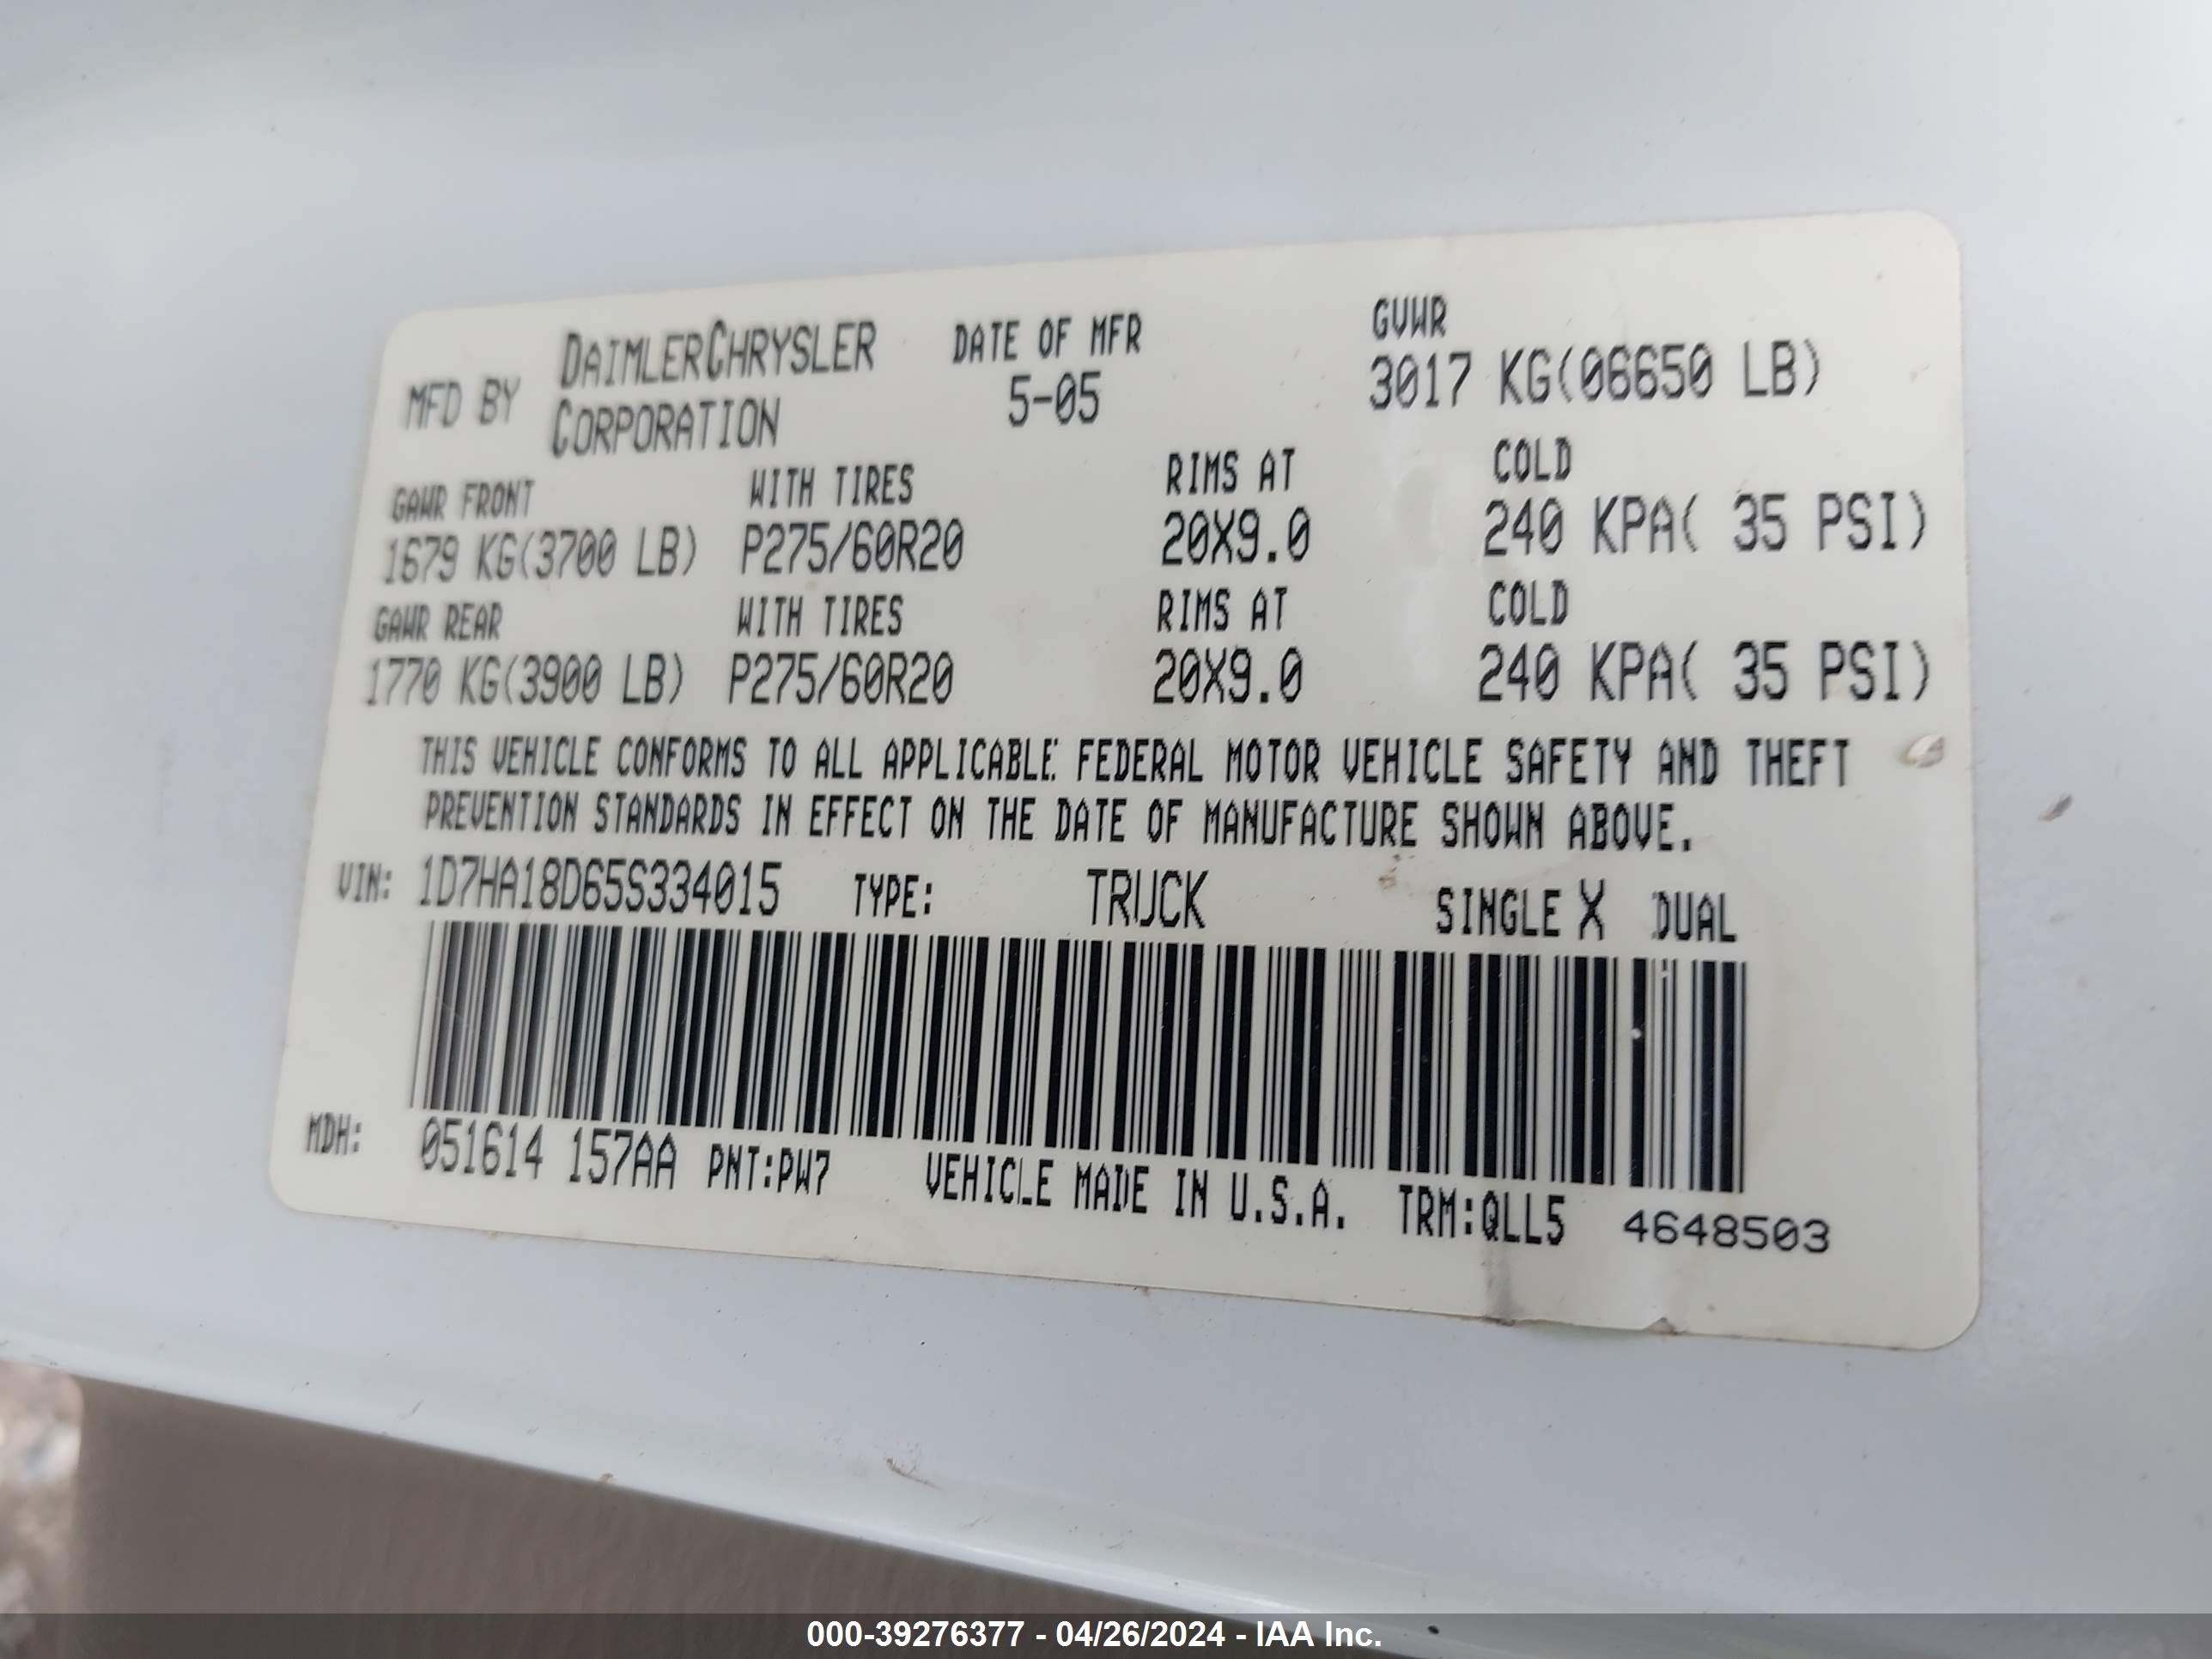 MFD BY DAIMLERCHRYSLER CORPORATION DATE OF MFR 5-05 GVWR 3017 KG(06650 LB)
GAWR FRONT WITH TIRES RIMS AT COLD
1679 KG(3700 LB) P275/60R20 20X9.0 240 KPA( 35 PSI)
GAWR REAR WITH TIRES RIMS AT COLD
1770 KG(3900 LB) P275/60R20 20X9.0 240 KPA( 35 PSI)
THIS VEHICLE CONFORMS TO ALL APPLICABLE FEDERAL MOTOR VEHICLE SAFETY AND THEFT
PREVENTION STANDARDS IN EFFECT ON THE DATE OF MANUFACTURE SHOWN ABOVE.
VIN: 1D7HA18D65S334015 TYPE: TRUCK SINGLE X DUAL
MDH: 051614 157AA PNT:PW7 VEHICLE MADE IN U.S.A. TRM:QLL5 4648503
000-39276377 - 04/26/2024 - IAA Inc.